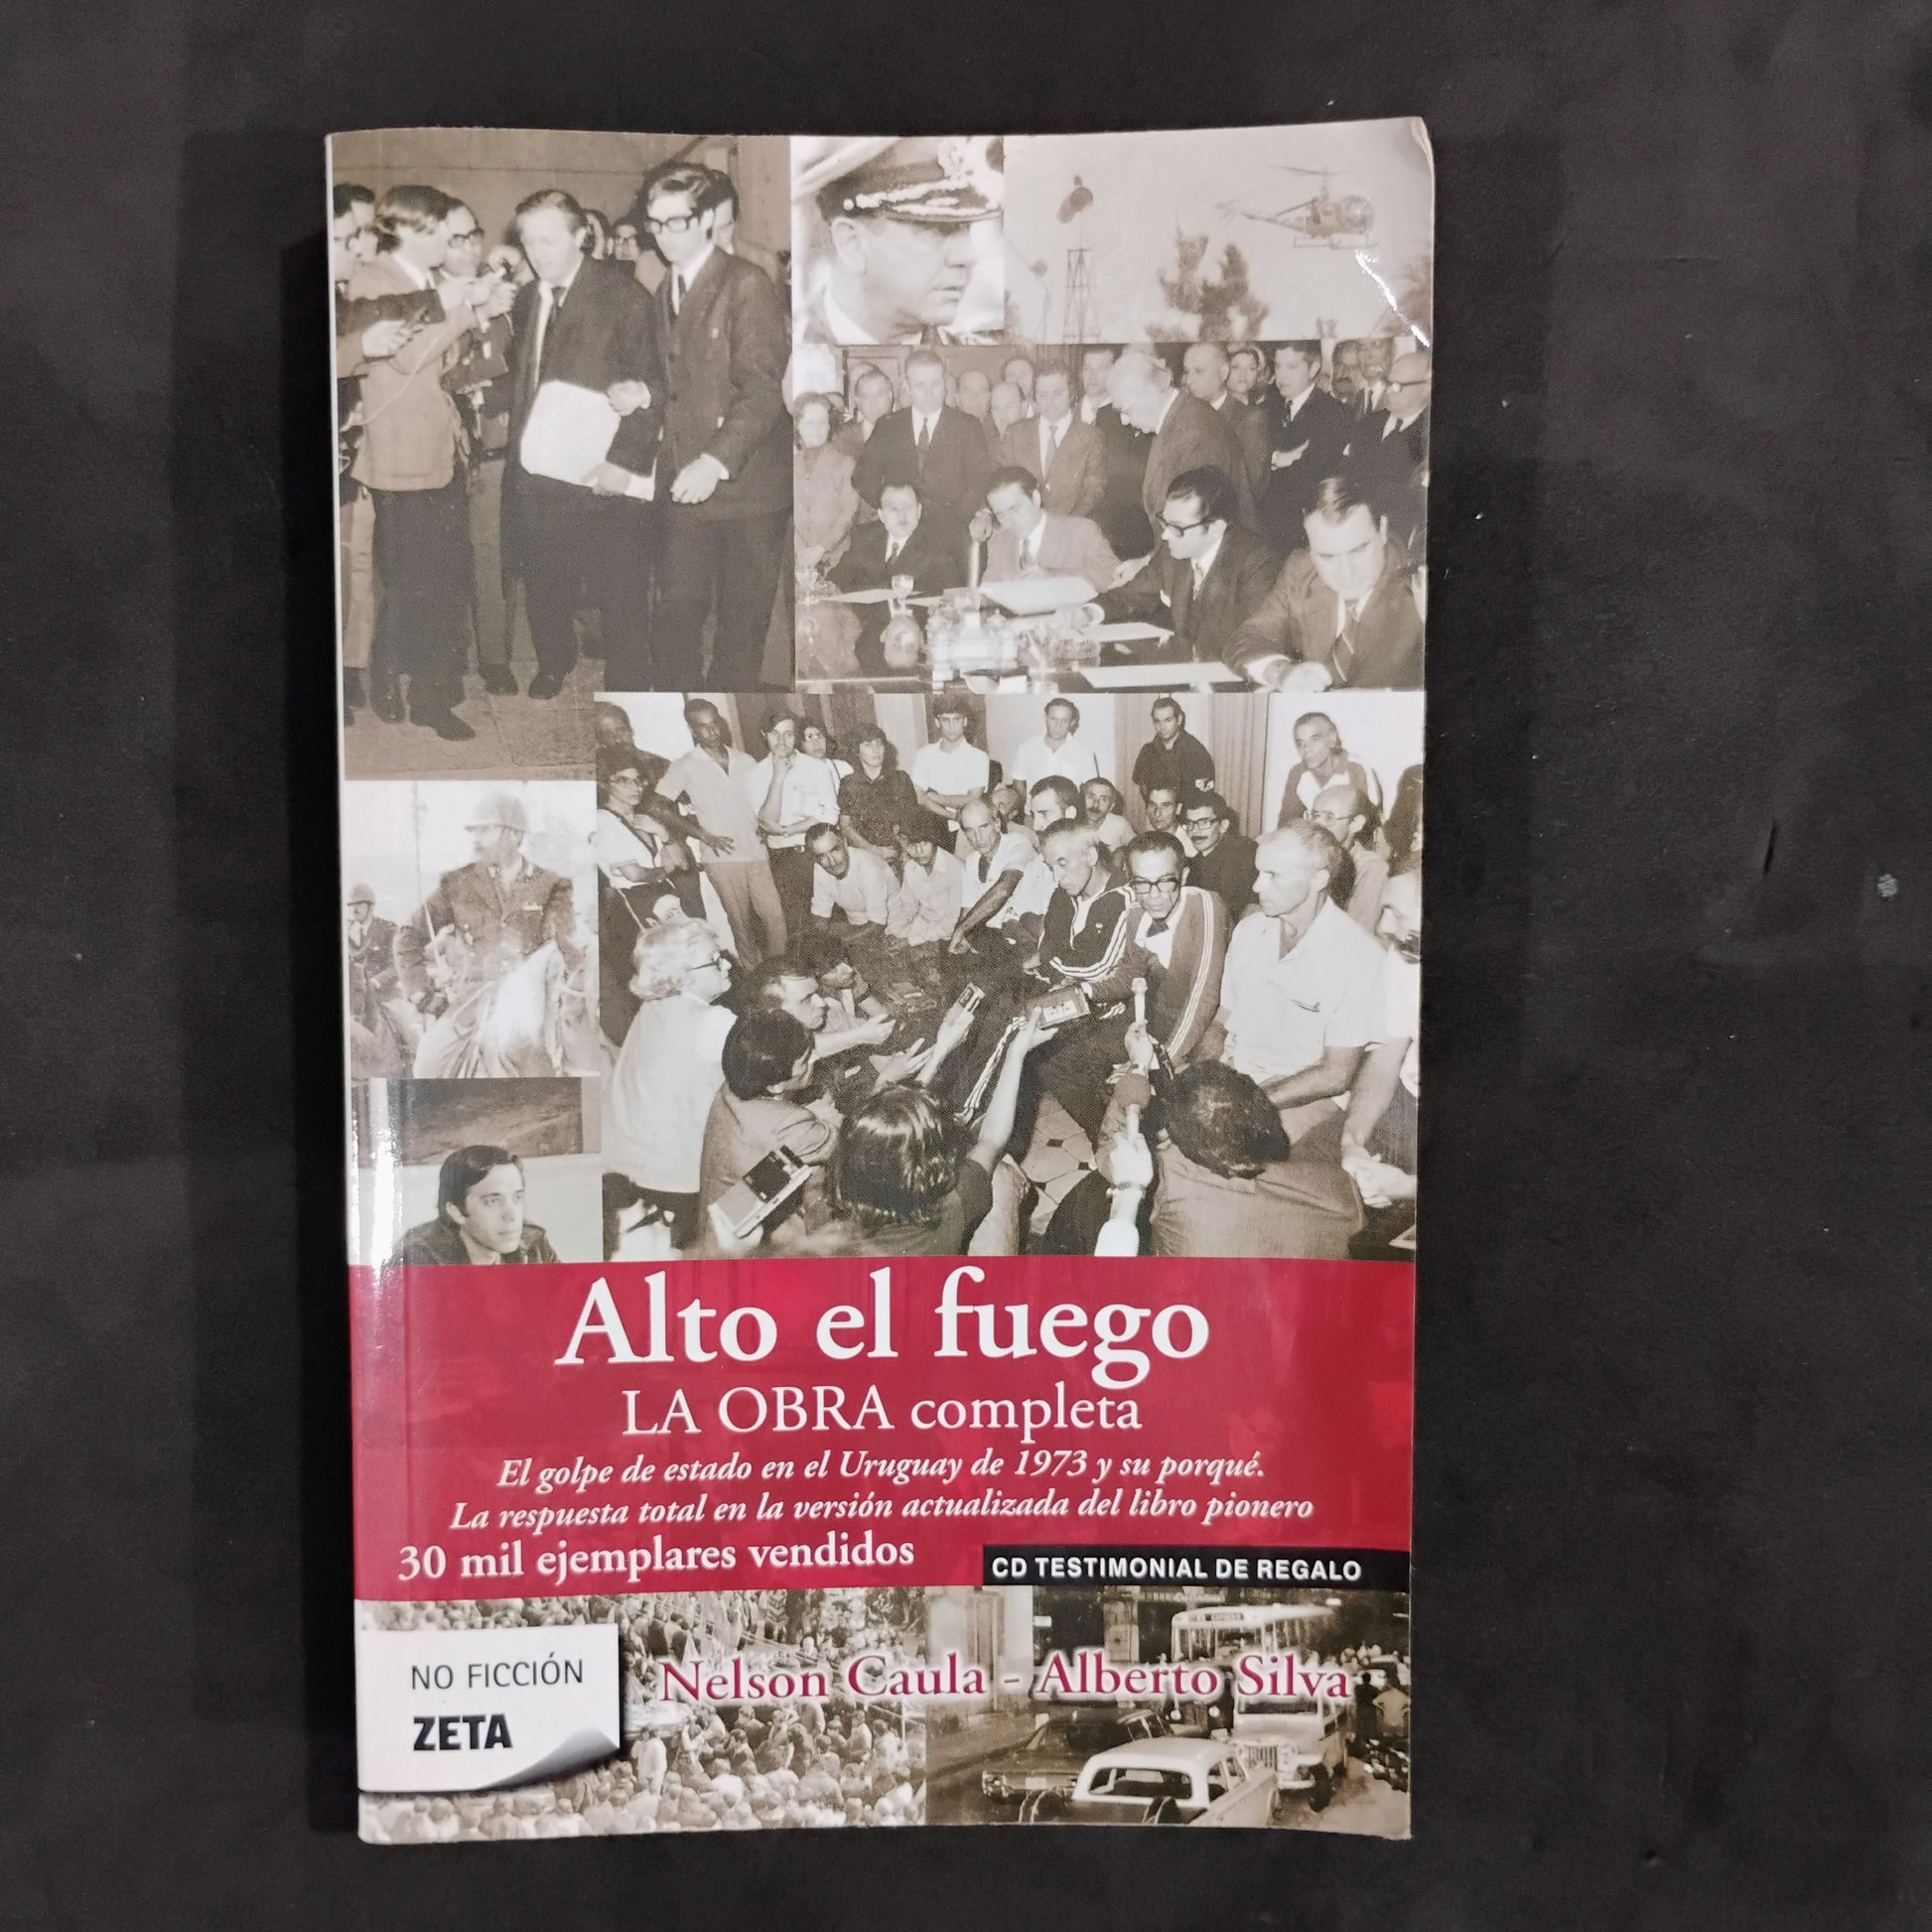 Alto el fuego
LA OBRA completa
El golpe de estado en el Uruguay de 1973 y su porqué.
La respuesta total en la versión actualizada del libro pionero
30 mil ejemplares vendidos
CD TESTIMONIAL DE REGALO
NO FICCIÓN
ZETA
Nelson Caula - Alberto Silva